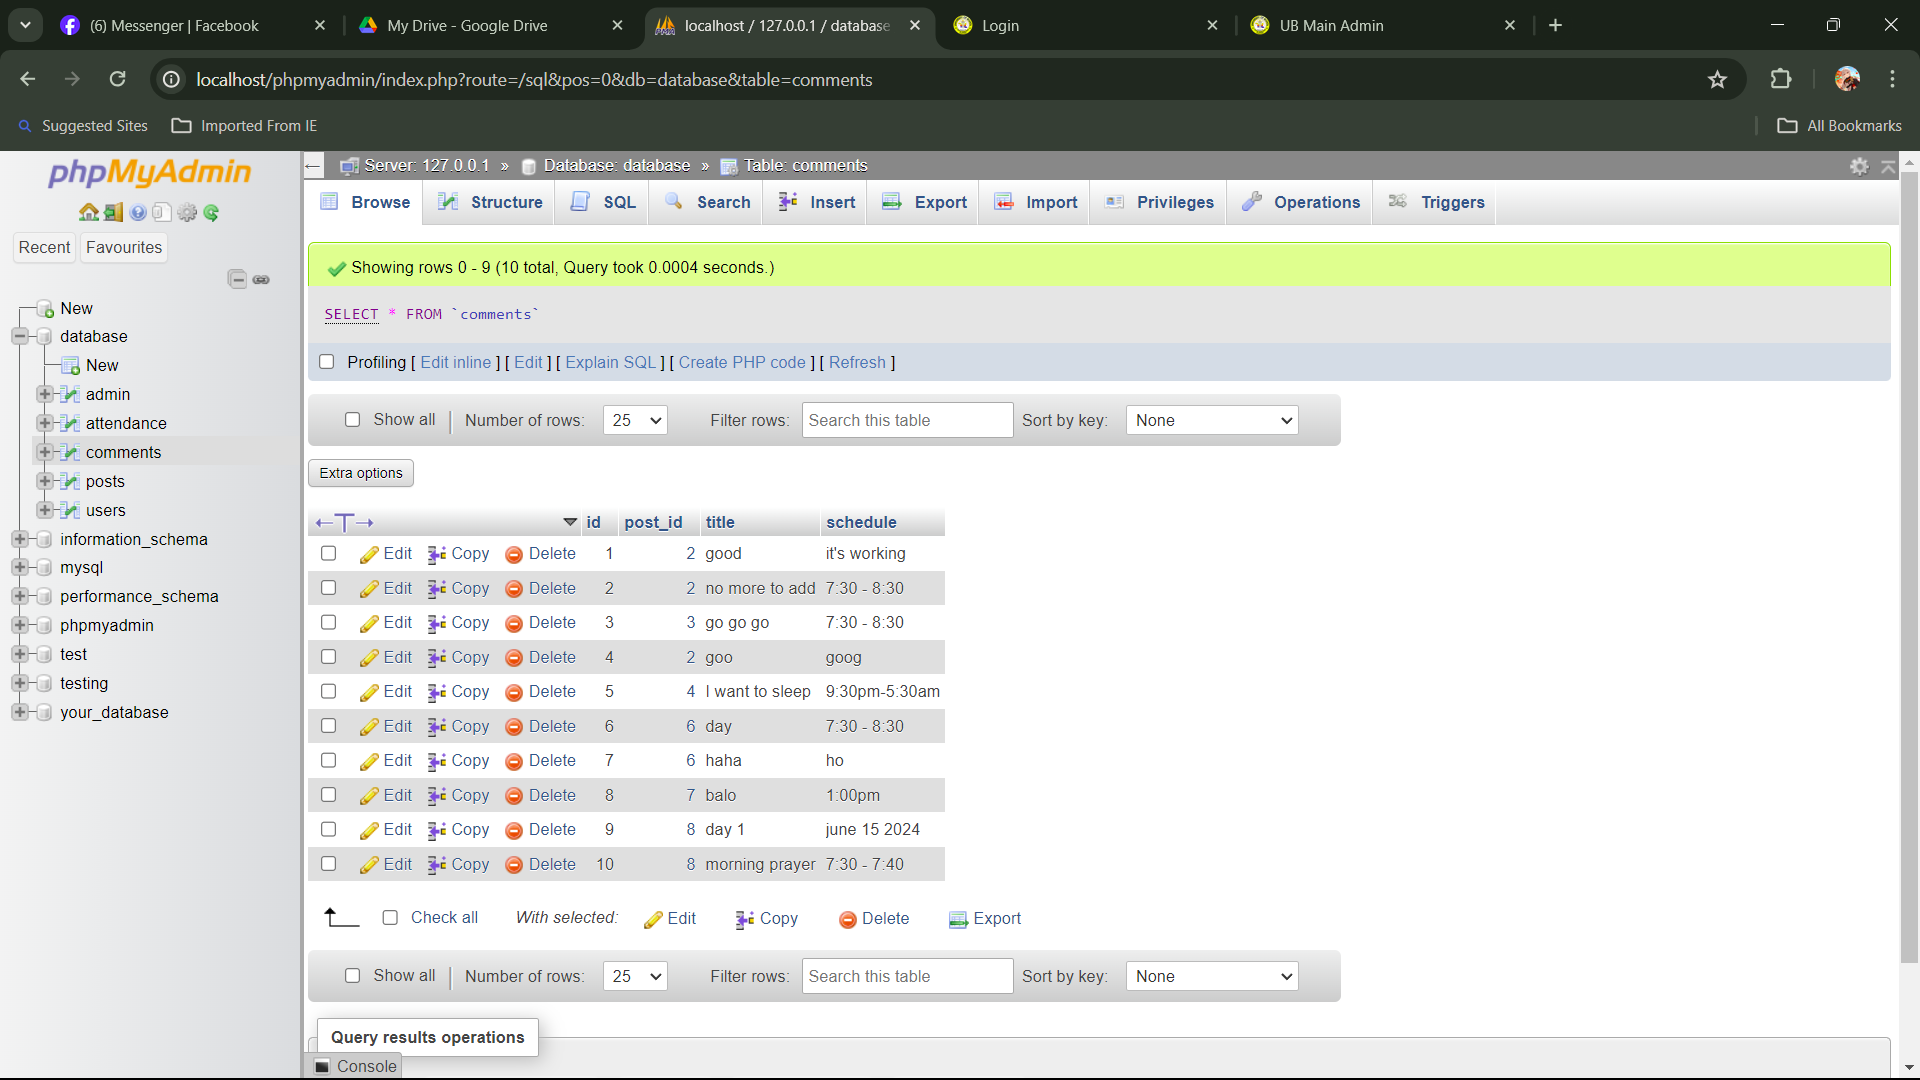 (6) Messenger | Facebook
My Drive - Google Drive
localhost / 127.0.0.1 / database
Login
UB Main Admin
localhost/phpmyadmin/index.php?route=/sql&pos=0&db=database&table=comments
Suggested Sites
Imported From IE
All Bookmarks
phpMyAdmin
Recent
Favourites
New
database
New
admin
attendance
comments
posts
users
information_schema
mysql
performance_schema
phpmyadmin
test
testing
your_database
Server: 127.0.0.1 » Database: database » Table: comments
Browse Structure SQL Search Insert Export Import Privileges Operations Triggers
Showing rows 0 - 9 (10 total, Query took 0.0004 seconds.)
SELECT * FROM `comments`
Profiling [ Edit inline ] [ Edit ] [ Explain SQL ] [ Create PHP code ] [ Refresh ]
Show all Number of rows: 25 Filter rows: Search this table Sort by key: None
Extra options
id post_id title schedule
Edit Copy Delete 1 2 good it's working
Edit Copy Delete 2 2 no more to add 7:30 - 8:30
Edit Copy Delete 3 3 go go go 7:30 - 8:30
Edit Copy Delete 4 2 goo goog
Edit Copy Delete 5 4 I want to sleep 9:30pm-5:30am
Edit Copy Delete 6 6 day 7:30 - 8:30
Edit Copy Delete 7 6 haha ho
Edit Copy Delete 8 7 balo 1:00pm
Edit Copy Delete 9 8 day 1 june 15 2024
Edit Copy Delete 10 8 morning prayer 7:30 - 7:40
Check all With selected: Edit Copy Delete Export
Show all Number of rows: 25 Filter rows: Search this table Sort by key: None
Query results operations
Console